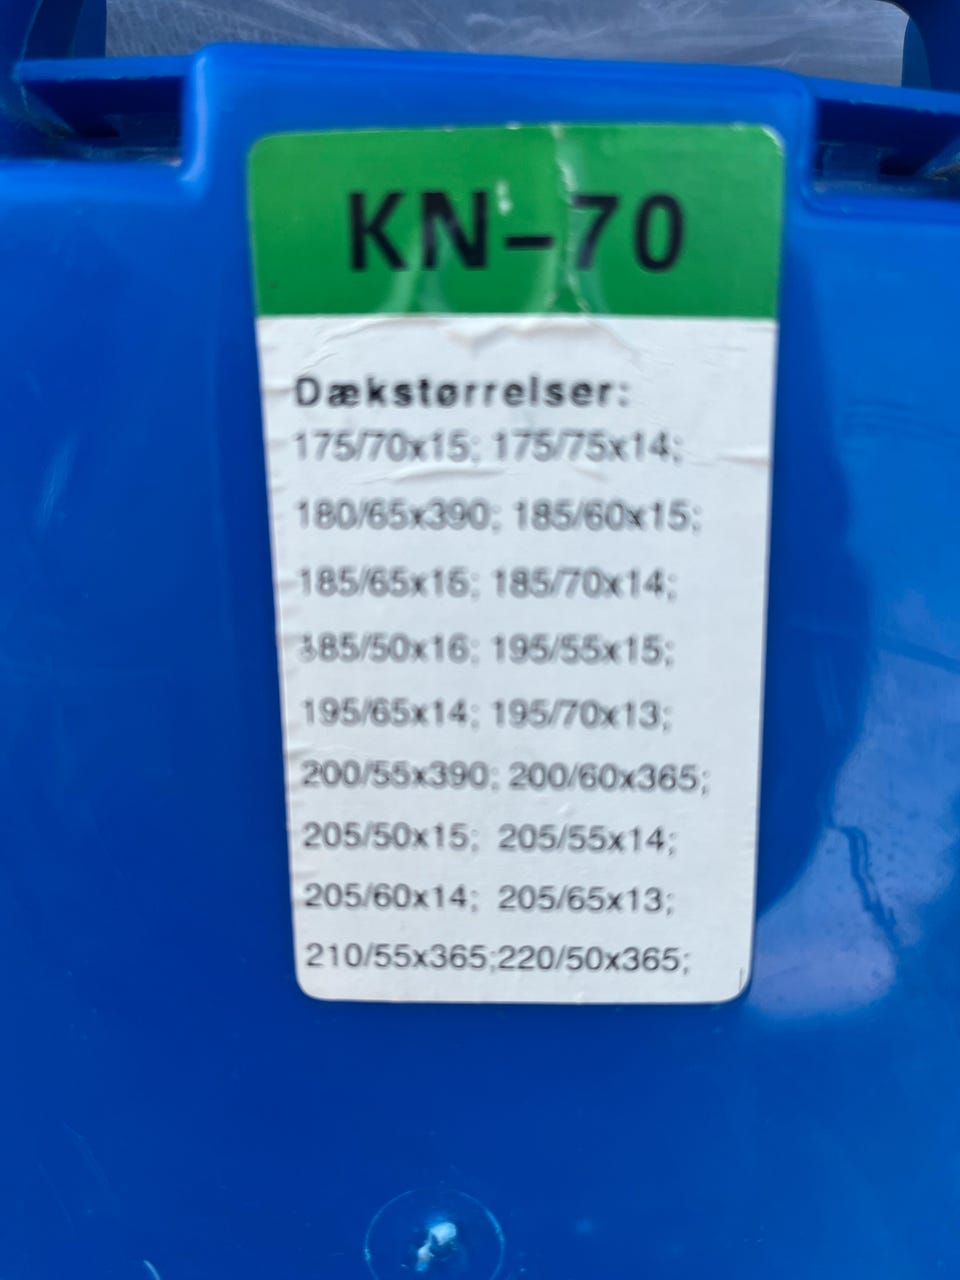 KN-70
Dækstørrelser:
175/70x15; 175/75x14;
180/65x390; 185/60x15;
185/65x15; 185/70x14;
185/50x16; 195/55x15;
195/65x14; 195/70x13;
200/55x390; 200/60x365;
205/50x15; 205/55x14;
205/60x14; 205/65x13;
210/55x365;220/50x365;